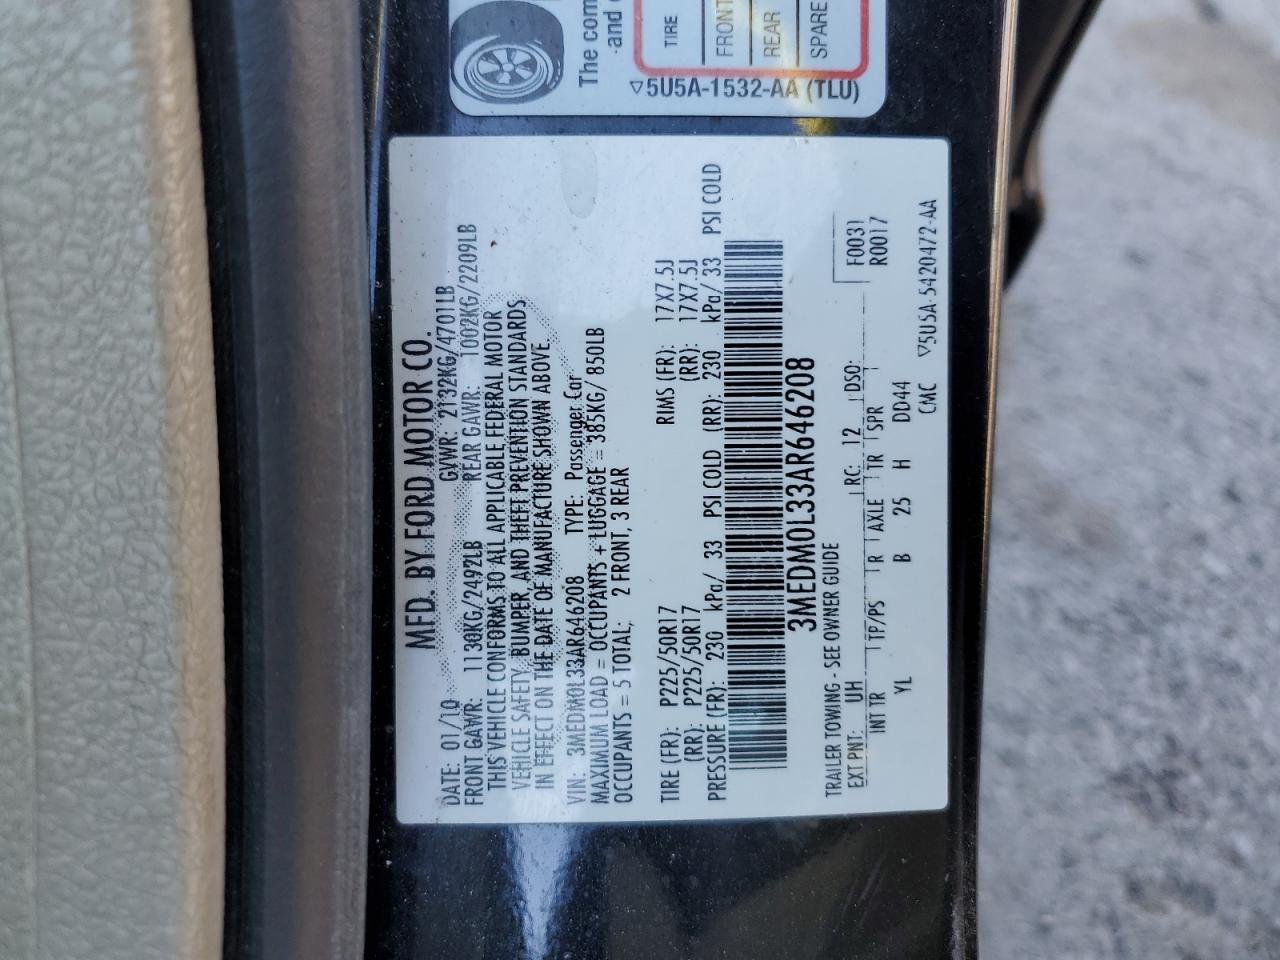 The com
and
TIRE
FRONT
REAR
SPARE
▽5U5A-1532-AA (TLU)
MFD. BY FORD MOTOR CO.
DATE: 01/10 GVWR: 2132KG/4701LB
FRONT GAWR: 1130KG/2492LB REAR GAWR: 1002KG/2209LB
THIS VEHICLE CONFORMS TO ALL APPLICABLE FEDERAL MOTOR
VEHICLE SAFETY, BUMPER, AND THEFT PREVENTION STANDARDS
IN EFFECT ON THE DATE OF MANUFACTURE SHOWN ABOVE.
VIN: 3MEDM0L33AR646208 TYPE: Passenger Car
MAXIMUM LOAD = OCCUPANTS + LUGGAGE = 385KG/ 850LB
OCCUPANTS = 5 TOTAL; 2 FRONT, 3 REAR
TIRE (FR): P225/50R17 RIMS (FR): 17X7.5J
(RR): P225/50R17 (RR): 17X7.5J
PRESSURE (FR): 230 kPa/ 33 PSI COLD (RR): 230 kPa/ 33 PSI COLD
3MEDM0L33AR646208
TRAILER TOWING - SEE OWNER GUIDE
EXT PNT: UH RC: 12 DSO: F0031
INT TR TP/PS R AXLE TR SPR R0017
YL B 25 H DD44
CMC ▽5U5A-5420472-AA